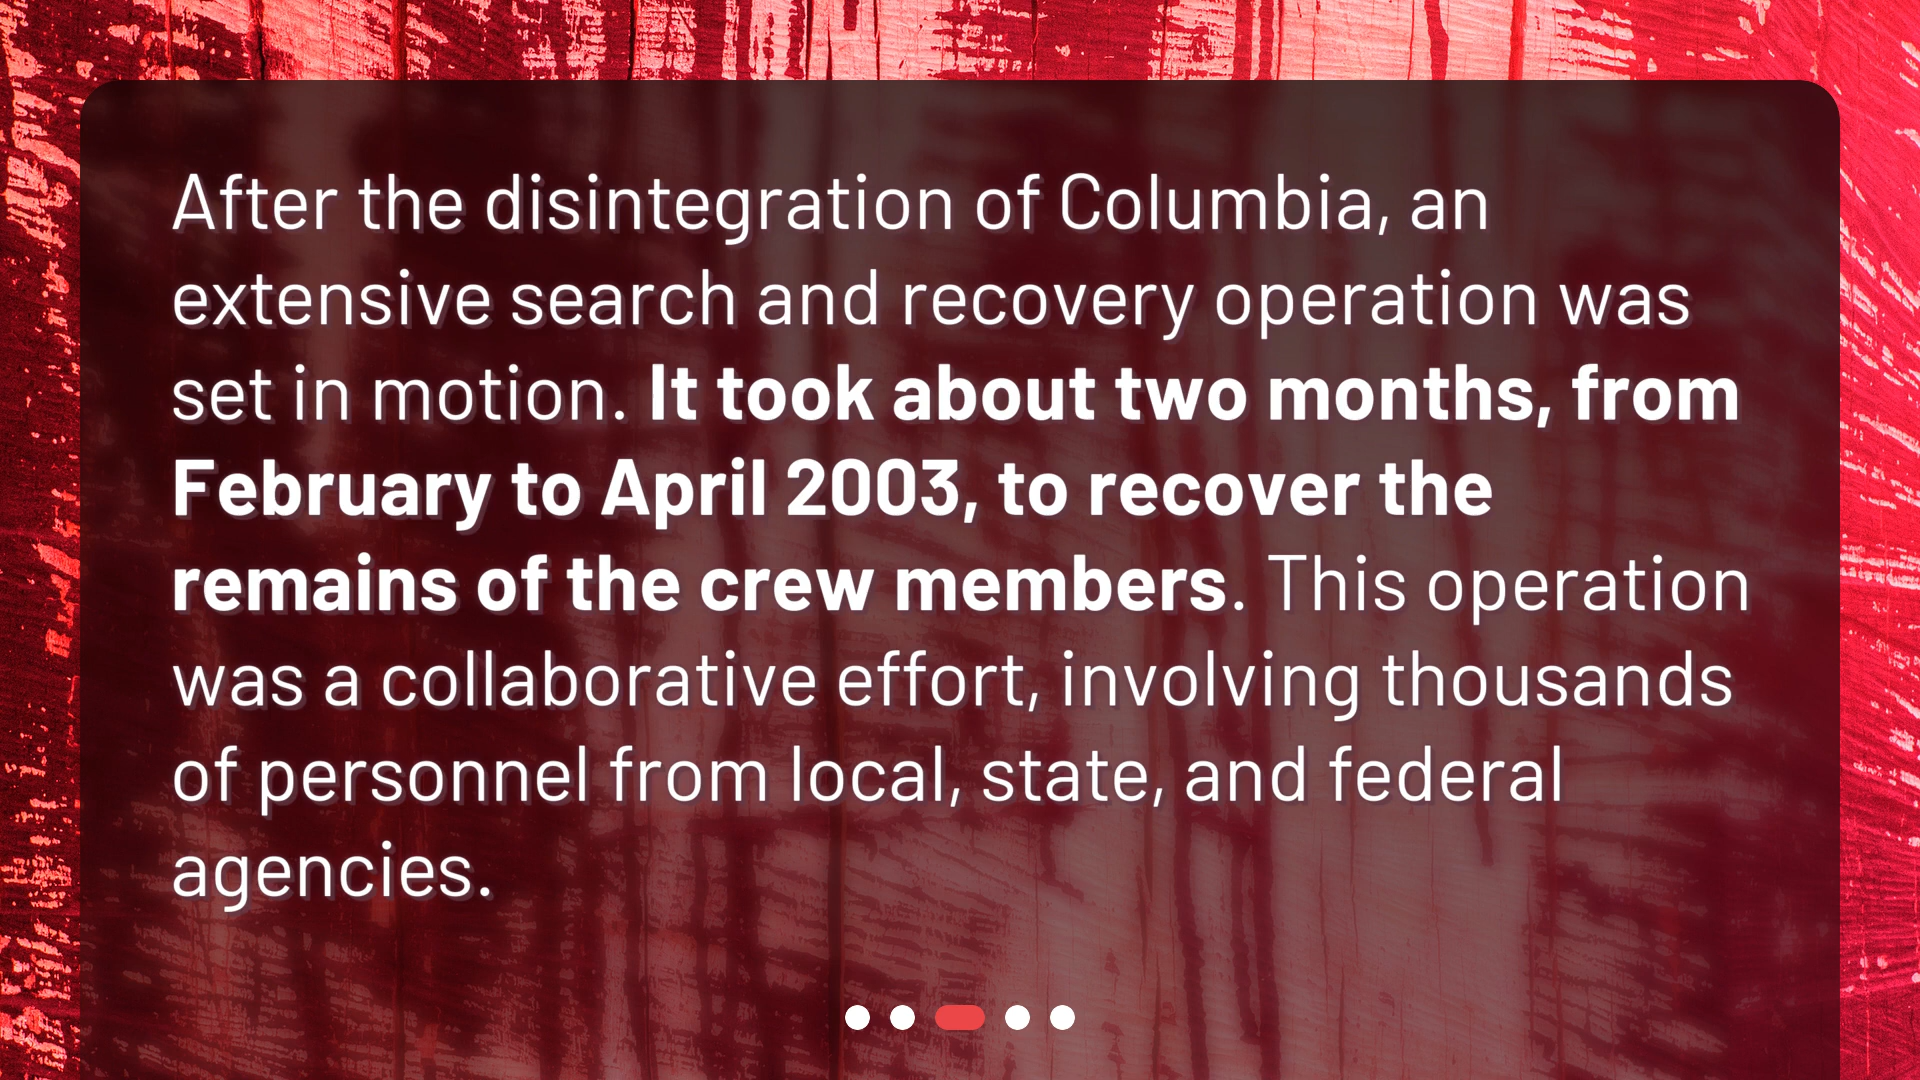 After the disintegration of Columbia, an
extensive search and recovery operation was
set in motion. It took about two months, from
February to April 2003, to recover the
remains of the crew members. This operation
was a collaborative effort, involving thousands
of personnel from local, state, and federal
agencies.